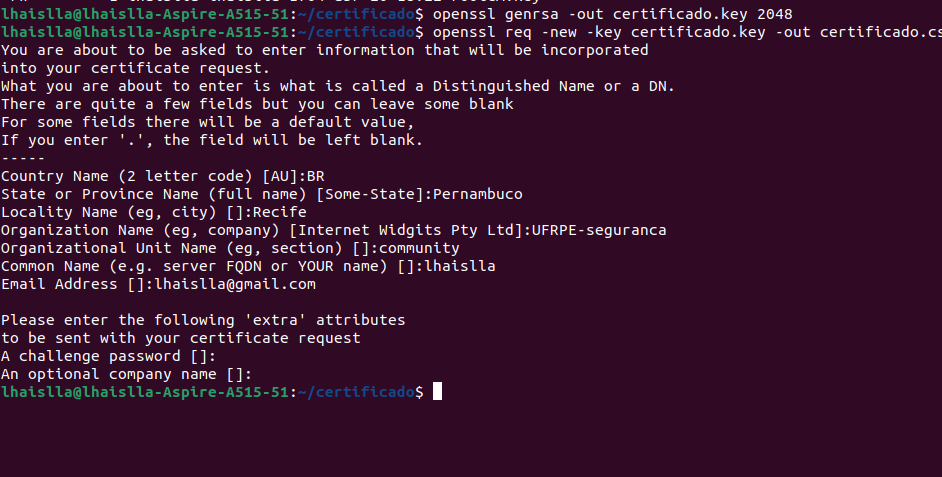 lhaislla@lhaislla-Aspire-A515-51:~/certificado$ openssl genrsa -out certificado.key 2048
lhaislla@lhaislla-Aspire-A515-51:~/certificado$ openssl req -new -key certificado.key -out certificado.cs
You are about to be asked to enter information that will be incorporated
into your certificate request.
What you are about to enter is what is called a Distinguished Name or a DN.
There are quite a few fields but you can leave some blank
For some fields there will be a default value,
If you enter '.', the field will be left blank.
-----
Country Name (2 letter code) [AU]:BR
State or Province Name (full name) [Some-State]:Pernambuco
Locality Name (eg, city) []:Recife
Organization Name (eg, company) [Internet Widgits Pty Ltd]:UFRPE-seguranca
Organizational Unit Name (eg, section) []:community
Common Name (e.g. server FQDN or YOUR name) []:lhaislla
Email Address []:lhaislla@gmail.com

Please enter the following 'extra' attributes
to be sent with your certificate request
A challenge password []:
An optional company name []:
lhaislla@lhaislla-Aspire-A515-51:~/certificado$